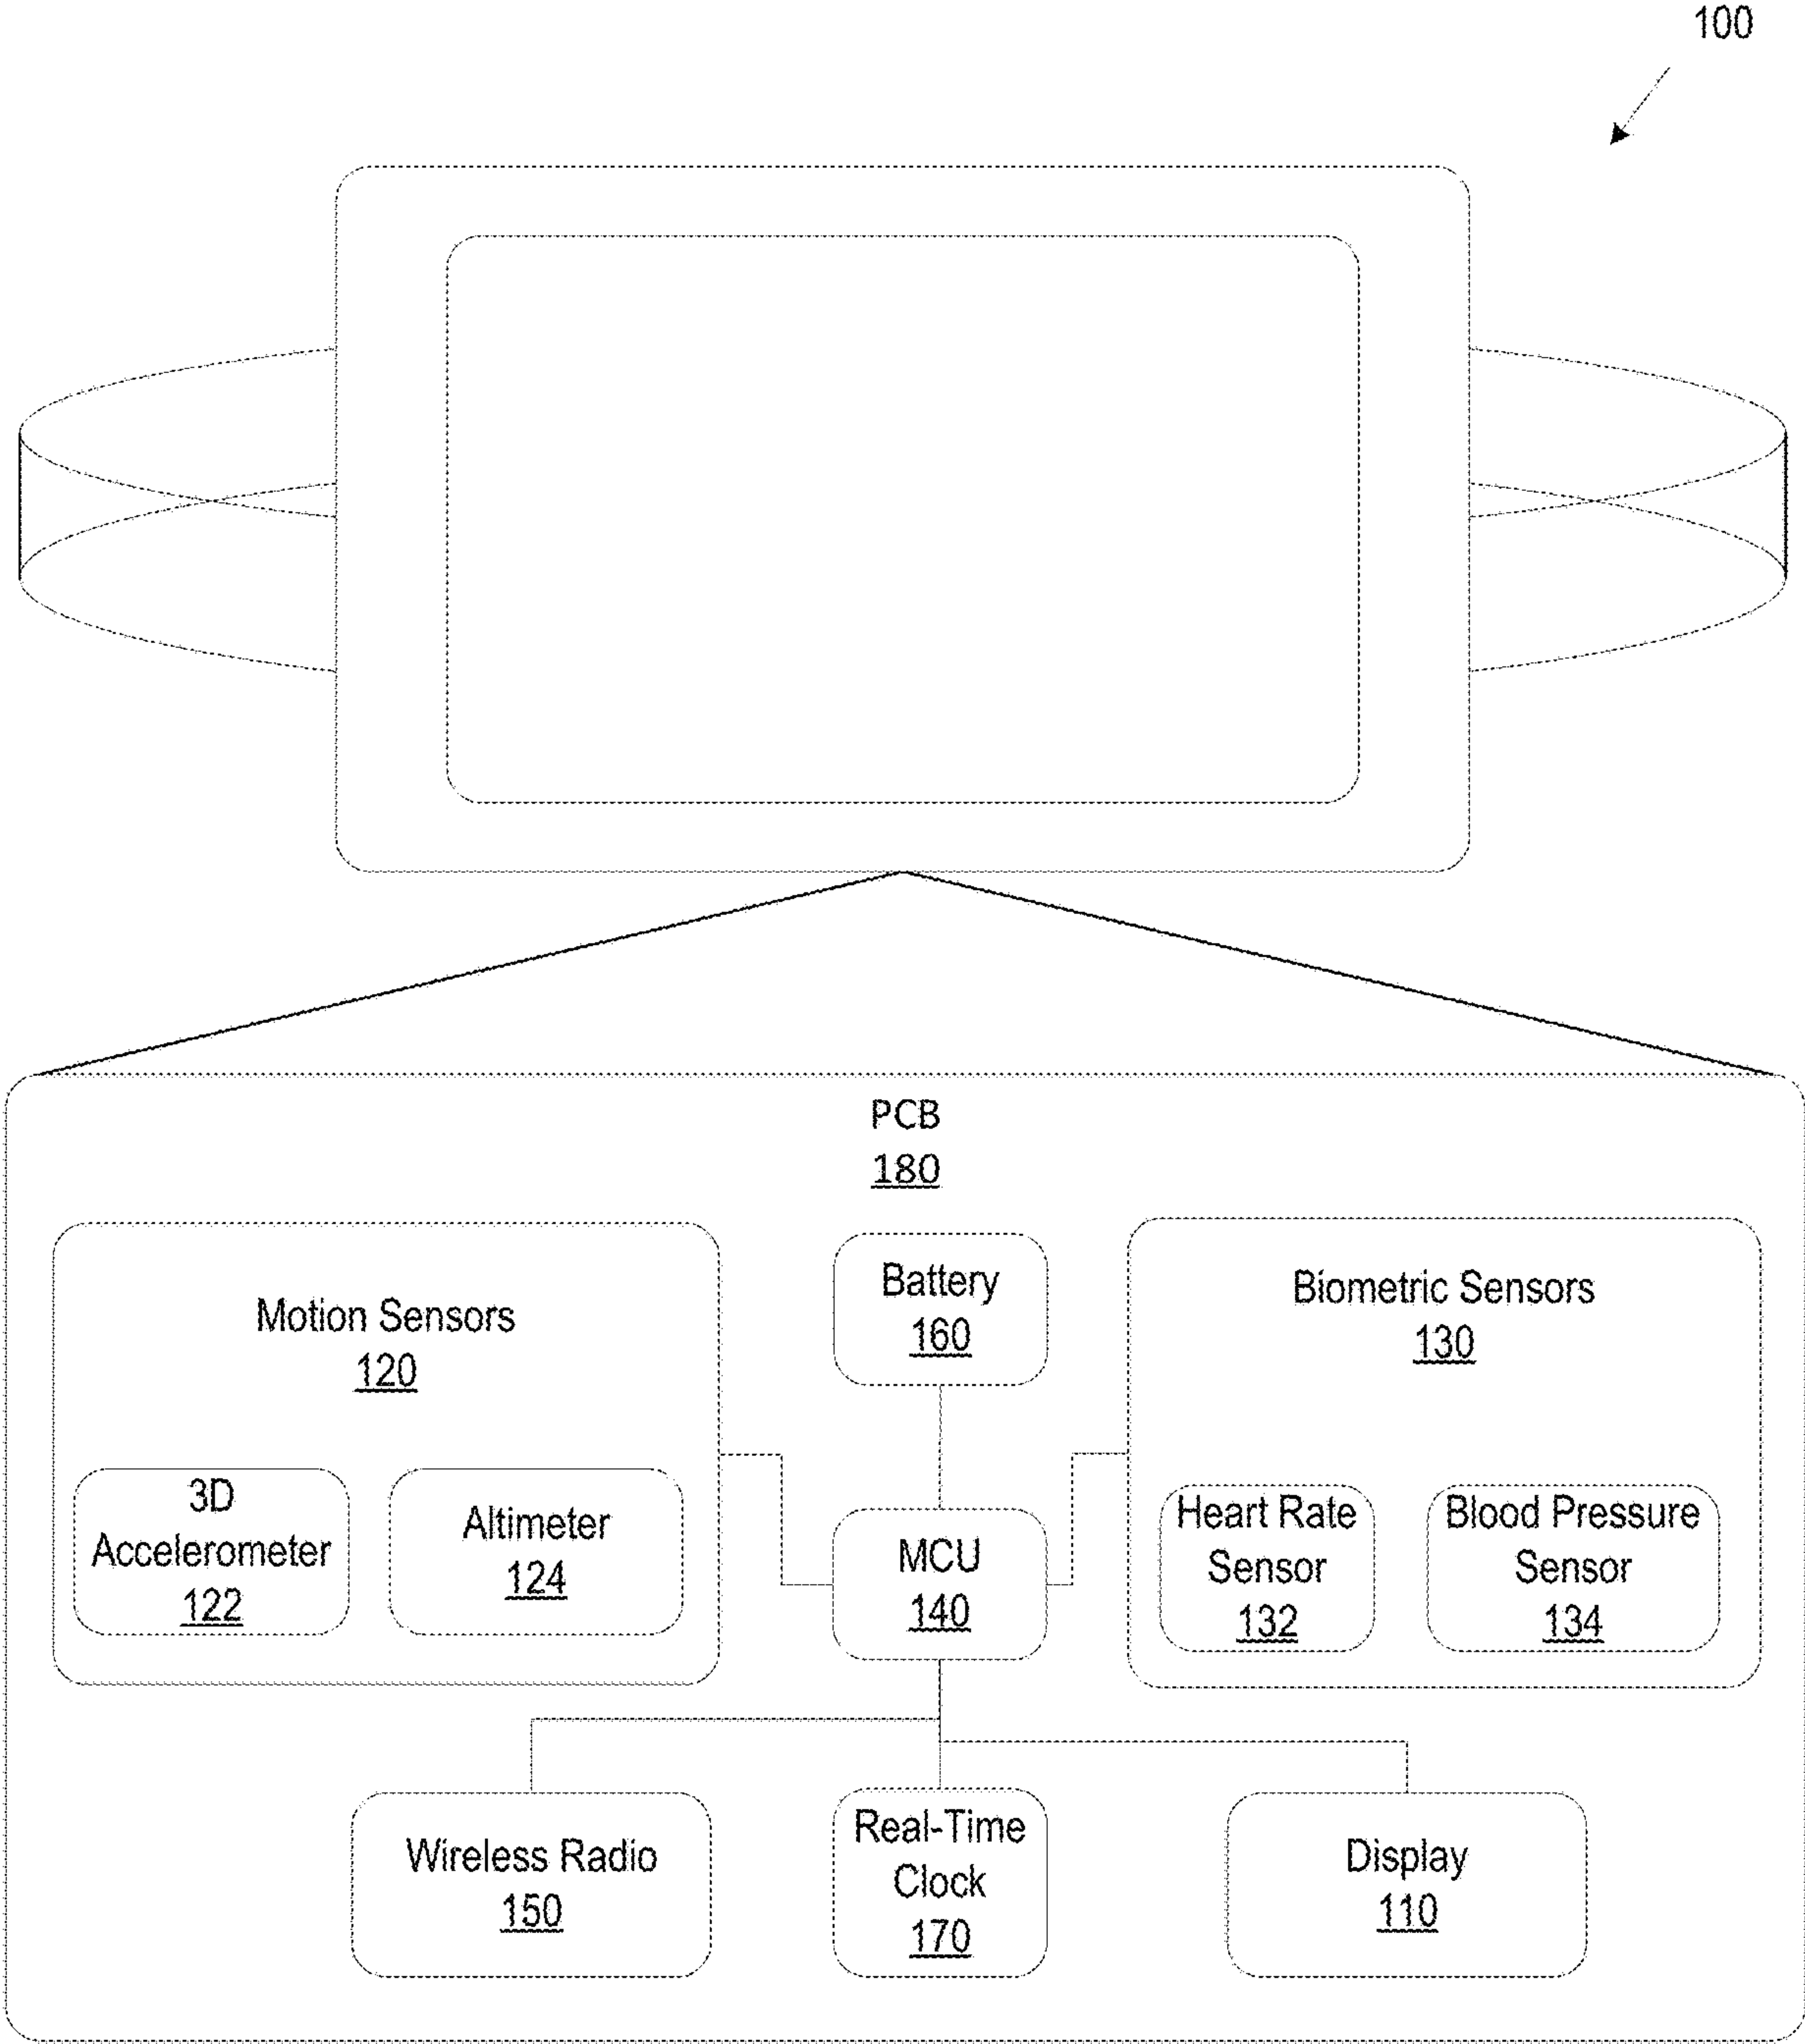 100
PCB
180
Motion Sensors
120
3D
Accelerometer
122
Altimeter
124
Battery
160
MCU
140
Biometric Sensors
130
Heart Rate
Sensor
132
Blood Pressure
Sensor
134
Wireless Radio
150
Real-Time
Clock
170
Display
110